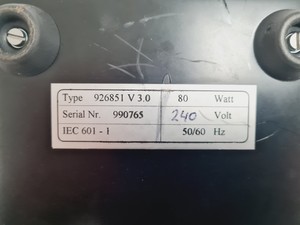 Type 926851 V 3.0 80 Watt
Serial Nr. 990765 240 Volt
IEC 601 - 1 50/60 Hz